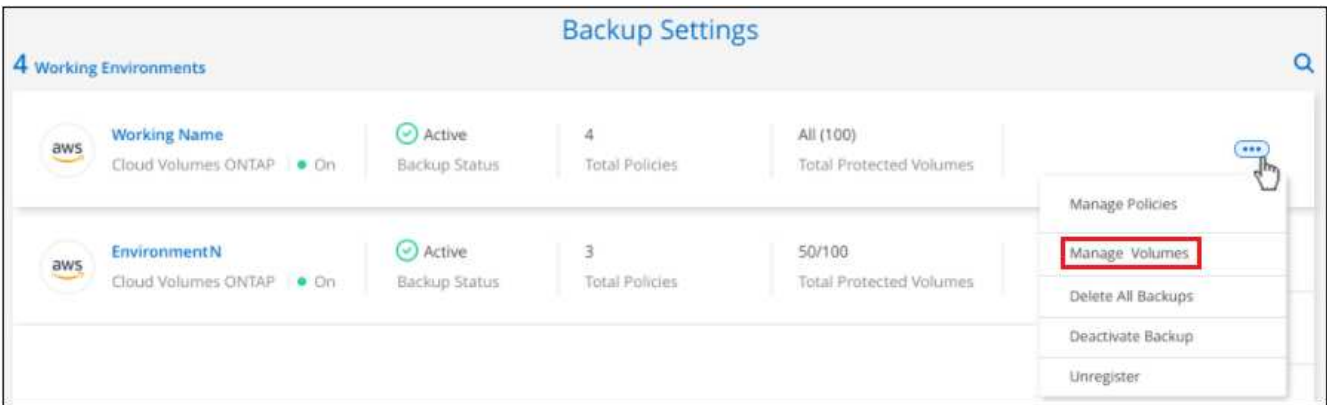 Backup Settings
4 Working Environments
aws
Working Name
Cloud Volumes ONTAP
On
Active
Backup Status
4
Total Policies
All (100)
Total Protected Volumes
Manage Policies
Manage Volumes
Delete All Backups
Deactivate Backup
Unregister
aws
EnvironmentN
Cloud Volumes ONTAP
On
Active
Backup Status
3
Total Policies
50/100
Total Protected Volumes